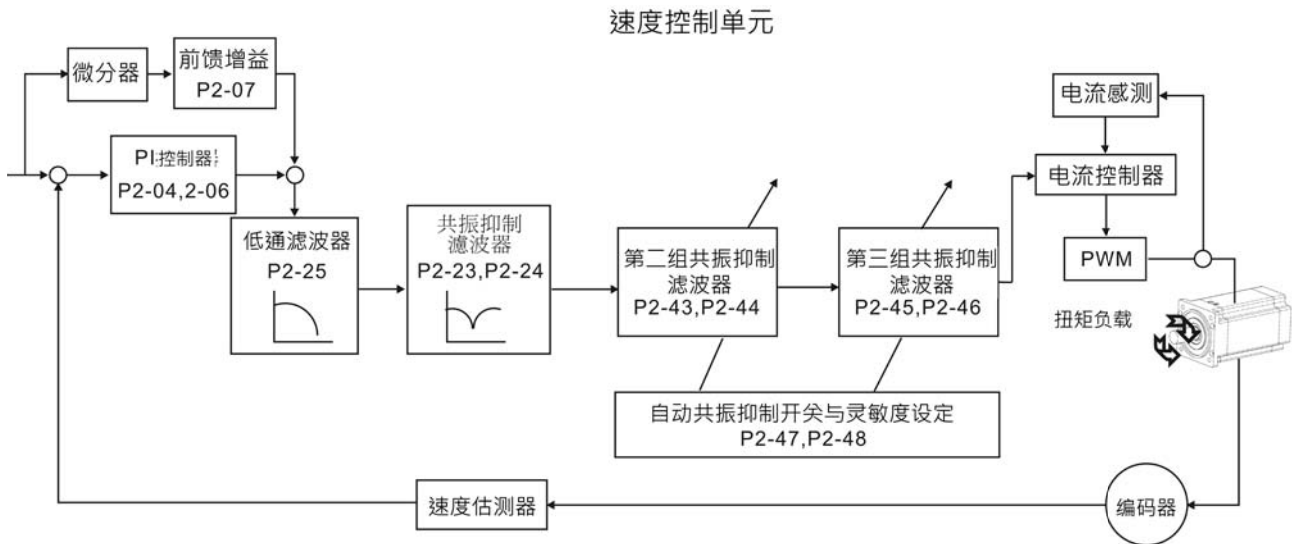 速度控制单元
微分器
前馈增益
P2-07
PI控制器
P2-04,2-06
低通滤波器
P2-25
共振抑制
濾波器
P2-23,P2-24
第二组共振抑制
滤波器
P2-43,P2-44
第三组共振抑制
滤波器
P2-45,P2-46
自动共振抑制开关与灵敏度设定
P2-47,P2-48
电流感测
电流控制器
PWM
扭矩负载
编码器
速度估测器